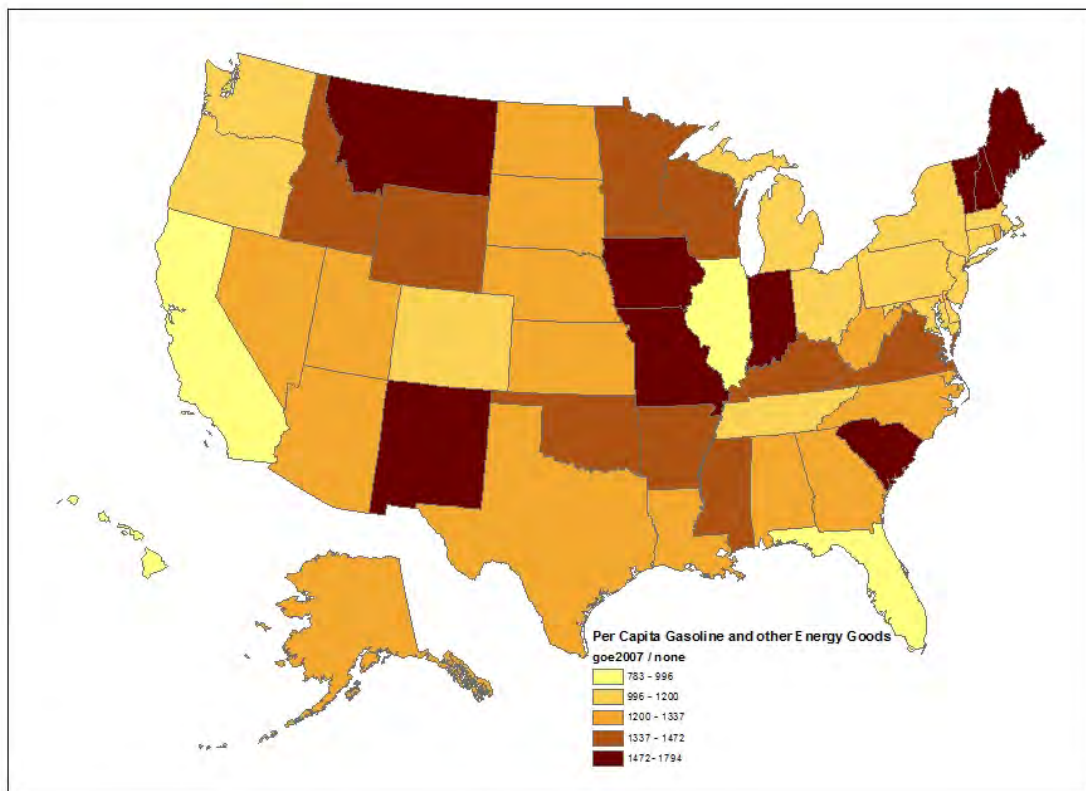 Per Capita Gasoline and other Energy Goods
goe2007 / none
783 - 996
996 - 1200
1200 - 1337
1337 - 1472
1472 - 1794